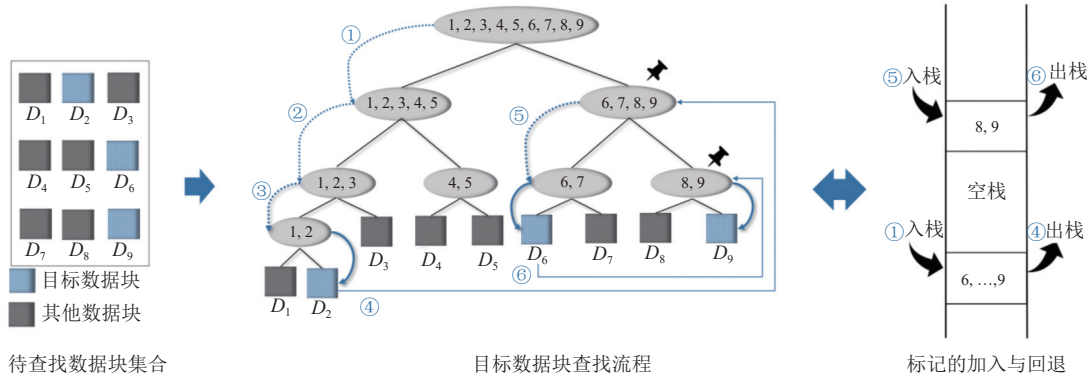 D1 D2 D3
D4 D5 D6
D7 D8 D9
目标数据块
其他数据块
待查找数据块集合
①
1, 2, 3, 4, 5, 6, 7, 8, 9
②
1, 2, 3, 4, 5
⑤
6, 7, 8, 9
③
1, 2, 3
4, 5
6, 7
8, 9
1, 2
D3
D4
D5
D6
D7
D8
D9
⑥
D1
D2
④
目标数据块查找流程
⑤入栈
⑥出栈
8, 9
空栈
①入栈
④出栈
6, …,9
标记的加入与回退